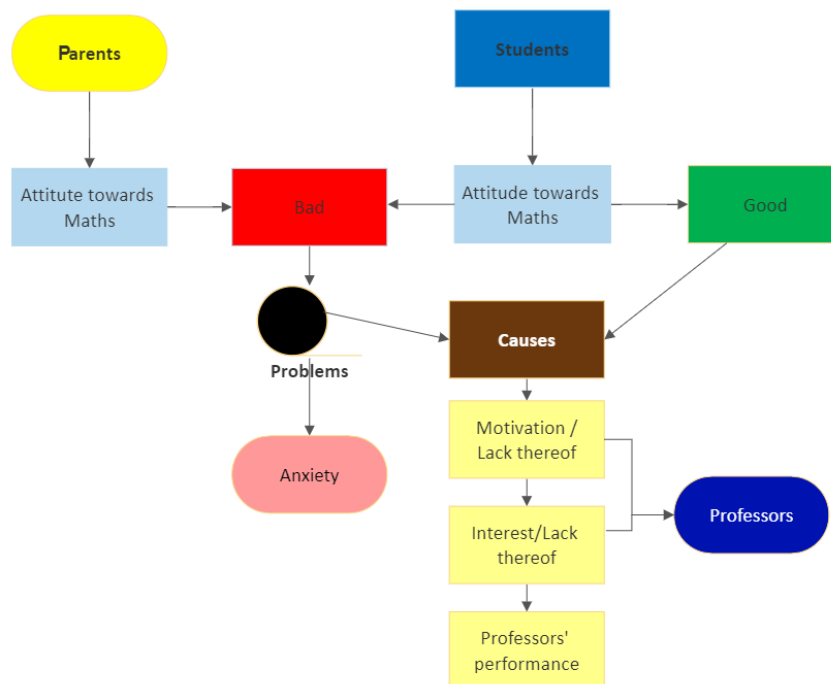 Parents
Students
Attitute towards
Maths
Bad
Attitude towards
Maths
Good
Causes
Problems
Motivation /
Lack thereof
Anxiety
Professors
Interest/Lack
thereof
Professors'
performance